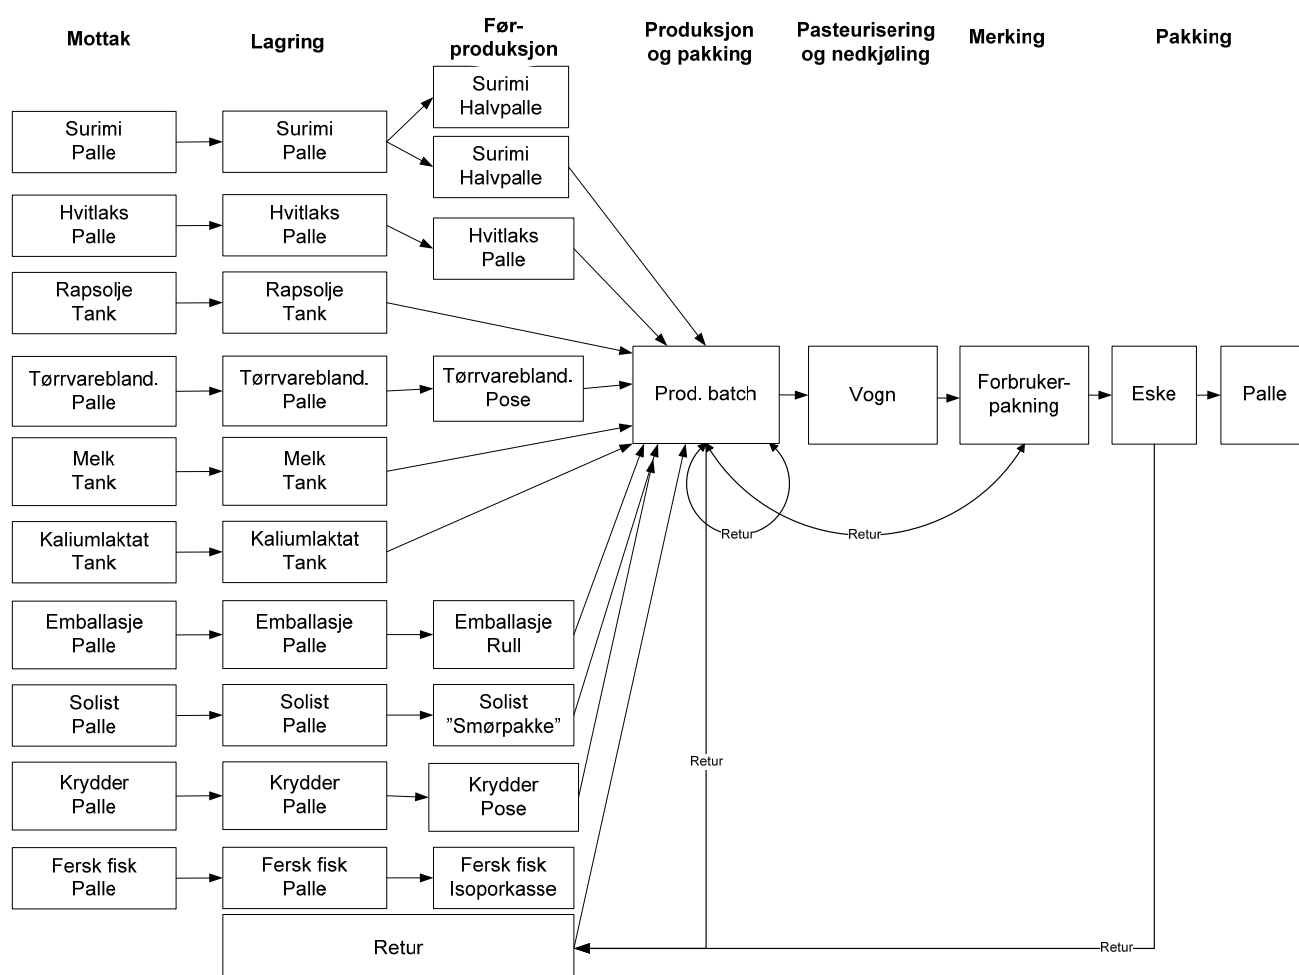 Mottak
Lagring
Før-
produksjon
Produksjon
og pakking
Pasteurisering
og nedkjøling
Merking
Pakking
Surimi
Palle
Surimi
Palle
Surimi
Halvpalle
Surimi
Halvpalle
Hvitlaks
Palle
Hvitlaks
Palle
Hvitlaks
Palle
Rapsolje
Tank
Rapsolje
Tank
Tørrvarebland.
Palle
Tørrvarebland.
Palle
Tørrvarebland.
Pose
Prod. batch
Vogn
Forbruker-
pakning
Eske
Palle
Melk
Tank
Melk
Tank
Kaliumlaktat
Tank
Kaliumlaktat
Tank
Retur
Retur
Emballasje
Palle
Emballasje
Palle
Emballasje
Rull
Solist
Palle
Solist
Palle
Solist
”Smørpakke”
Retur
Krydder
Palle
Krydder
Palle
Krydder
Pose
Fersk fisk
Palle
Fersk fisk
Palle
Fersk fisk
Isoporkasse
Retur
Retur